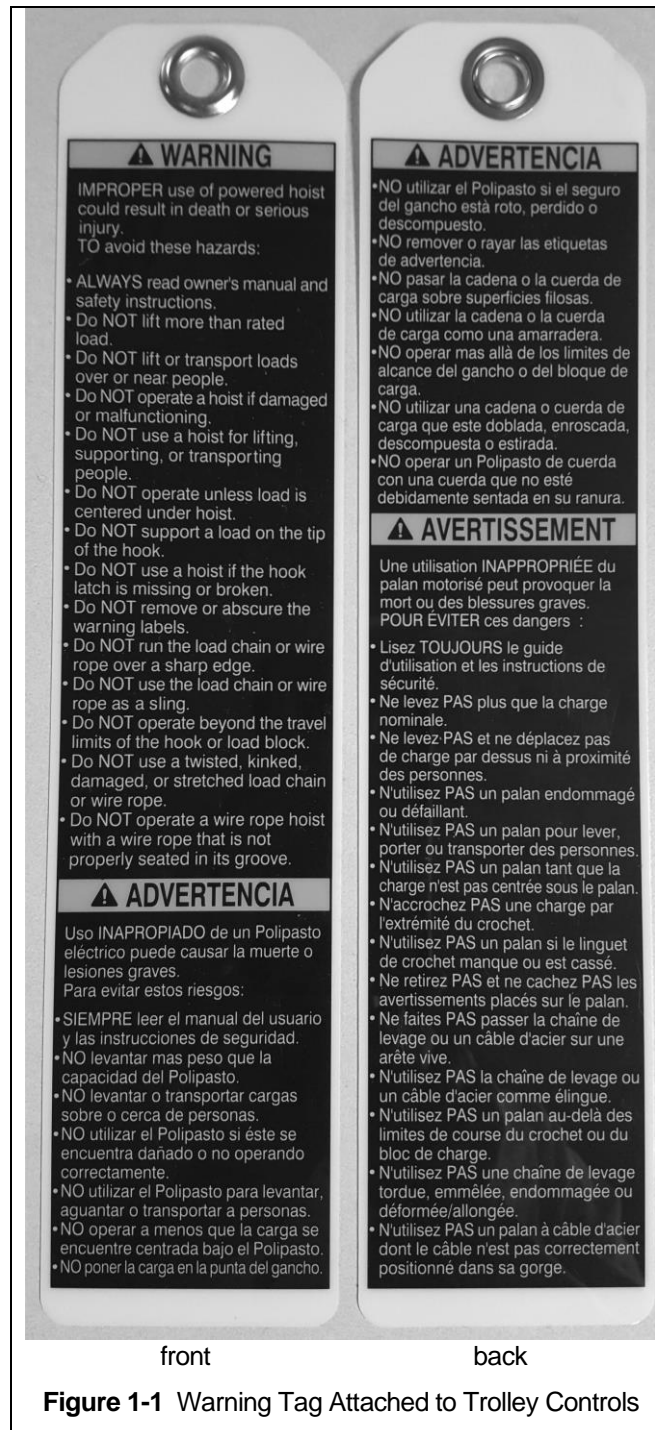 ⚠ WARNING
IMPROPER use of powered hoist
could result in death or serious
injury.
TO avoid these hazards:
• ALWAYS read owner's manual and
safety instructions.
• Do NOT lift more than rated
load.
• Do NOT lift or transport loads
over or near people.
• Do NOT operate a hoist if damaged
or malfunctioning.
• Do NOT use a hoist for lifting,
supporting, or transporting
people.
• Do NOT operate unless load is
centered under hoist.
• Do NOT support a load on the tip
of the hook.
• Do NOT use a hoist if the hook
latch is missing or broken.
• Do NOT remove or abscure the
warning labels.
• Do NOT run the load chain or wire
rope over a sharp edge.
• Do NOT use the load chain or wire
rope as a sling.
• Do NOT operate beyond the travel
limits of the hook or load block.
• Do NOT use a twisted, kinked,
damaged, or stretched load chain
or wire rope.
• Do NOT operate a wire rope hoist
with a wire rope that is not
properly seated in its groove.
⚠ ADVERTENCIA
Uso INAPROPIADO de un Polipasto
eléctrico puede causar la muerte o
lesiones graves.
Para evitar estos riesgos:
• SIEMPRE leer el manual del usuario
y las instrucciones de seguridad.
• NO levantar mas peso que la
capacidad del Polipasto.
• NO levantar o transportar cargas
sobre o cerca de personas.
• NO utilizar el Polipasto si éste se
encuentra dañado o no operando
correctamente.
• NO utilizar el Polipasto para levantar,
aguantar o transportar a personas.
• NO operar a menos que la carga se
encuentre centrada bajo el Polipasto.
• NO poner la carga en la punta del gancho.
⚠ ADVERTENCIA
• NO utilizar el Polipasto si el seguro
del gancho està roto, perdido o
descompuesto.
• NO remover o rayar las etiquetas
de advertencia.
• NO pasar la cadena o la cuerda de
carga sobre superficies filosas.
• NO utilizar la cadena o la cuerda
de carga como una amarradera.
• NO operar mas allà de los limites de
alcance del gancho o del bloque de
carga.
• NO utilizar una cadena o cuerda de
carga que este doblada, enroscada,
descompuesta o estirada.
• NO operar un Polipasto de cuerda
con una cuerda que no esté
debidamente sentada en su ranura.
⚠ AVERTISSEMENT
Une utilisation INAPPROPRIÉE du
palan motorisé peut provoquer la
mort ou des blessures graves.
POUR ÉVITER ces dangers :
• Lisez TOUJOURS le guide
d'utilisation et les instructions de
sécurité.
• Ne levez PAS plus que la charge
nominale.
• Ne levez PAS et ne déplacez pas
de charge par dessus ni à proximité
des personnes.
• N'utilisez PAS un palan endommagé
ou défaillant.
• N'utilisez PAS un palan pour lever,
porter ou transporter des personnes.
• N'utilisez PAS un palan tant que la
charge n'est pas centrée sous le palan.
• N'accrochez PAS une charge par
l'extrémité du crochet.
• N'utilisez PAS un palan si le linguet
de crochet manque ou est cassé.
• Ne retirez PAS et ne cachez PAS les
avertissements placés sur le palan.
• Ne faites PAS passer la chaîne de
levage ou un câble d'acier sur une
arête vive.
• N'utilisez PAS la chaîne de levage ou
un câble d'acier comme élingue.
• N'utilisez PAS un palan au-delà des
limites de course du crochet ou du
bloc de charge.
• N'utilisez PAS une chaîne de levage
tordue, emmêlée, endommagée ou
déformée/allongée.
• N'utilisez PAS un palan à câble d'acier
dont le câble n'est pas correctement
positionné dans sa gorge.
front
back
Figure 1-1 Warning Tag Attached to Trolley Controls